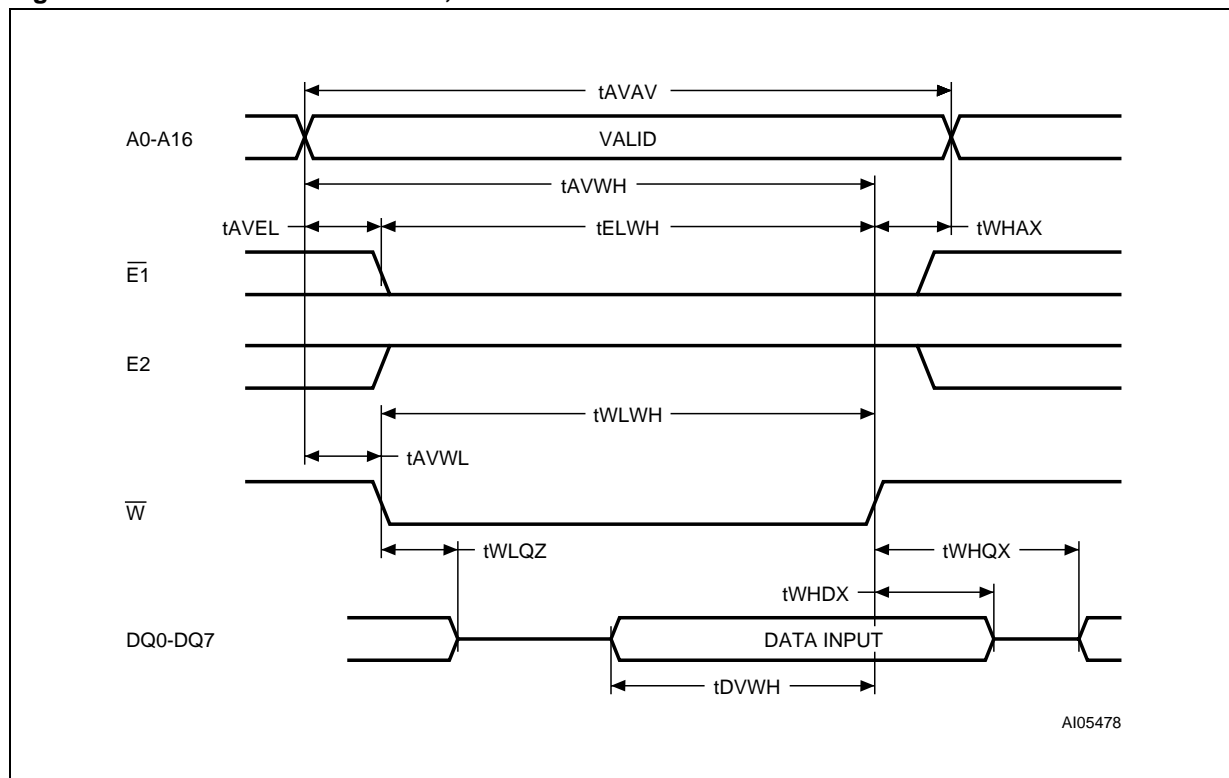 tAVAV
A0-A16
VALID
tAVWH
tAVEL
tELWH
tWHAX
E1
E2
tWLWH
tAVWL
W
tWLQZ
tWHQX
tWHDX
DQ0-DQ7
DATA INPUT
tDVWH
AI05478